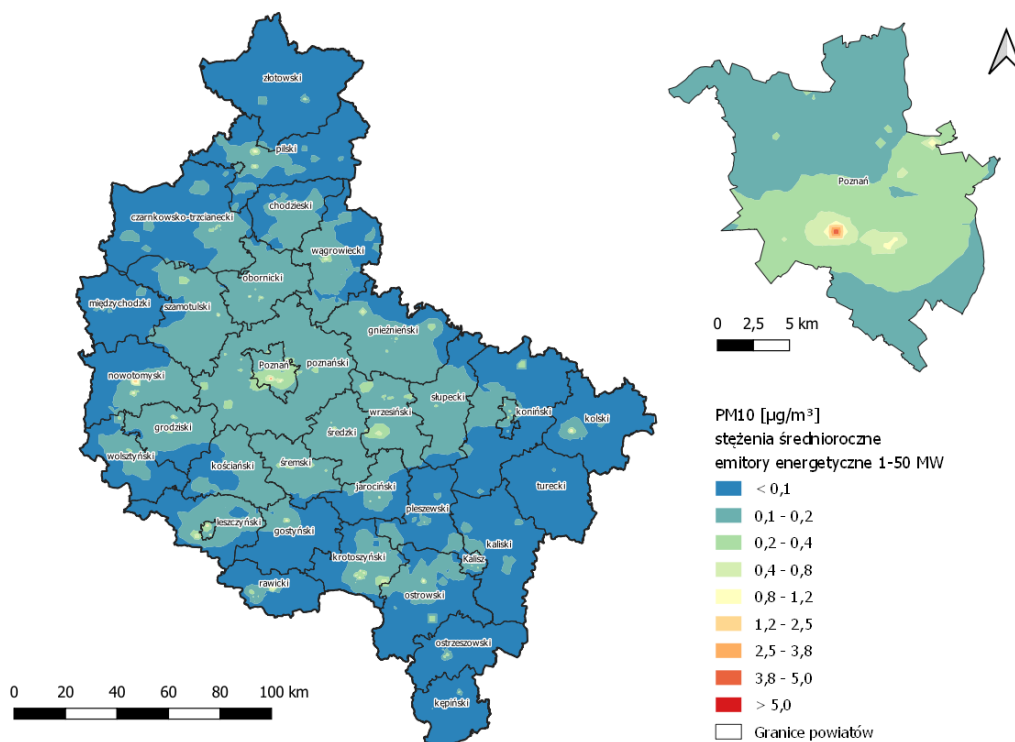 złotowski
pilski
chodzieski
czarnkowsko-trzcianecki
wągrowiecki
obornicki
międzychodzki
szamotulski
gnieźnieński
Poznań
poznański
nowotomyski
słupecki
wrzesiński
koniński
kolski
grodziski
średzki
wolsztyński
kościański
śremski
jarociński
turecki
pleszewski
leszczyński
gostyński
kaliski
krotoszyński
Kalisz
rawicki
ostrowski
ostrzeszowski
kępiński
0 20 40 60 80 100 km
Poznań
0 2,5 5 km
PM10 [µg/m³]
stężenia średnioroczne
emitory energetyczne 1-50 MW
< 0,1
0,1 - 0,2
0,2 - 0,4
0,4 - 0,8
0,8 - 1,2
1,2 - 2,5
2,5 - 3,8
3,8 - 5,0
> 5,0
Granice powiatów